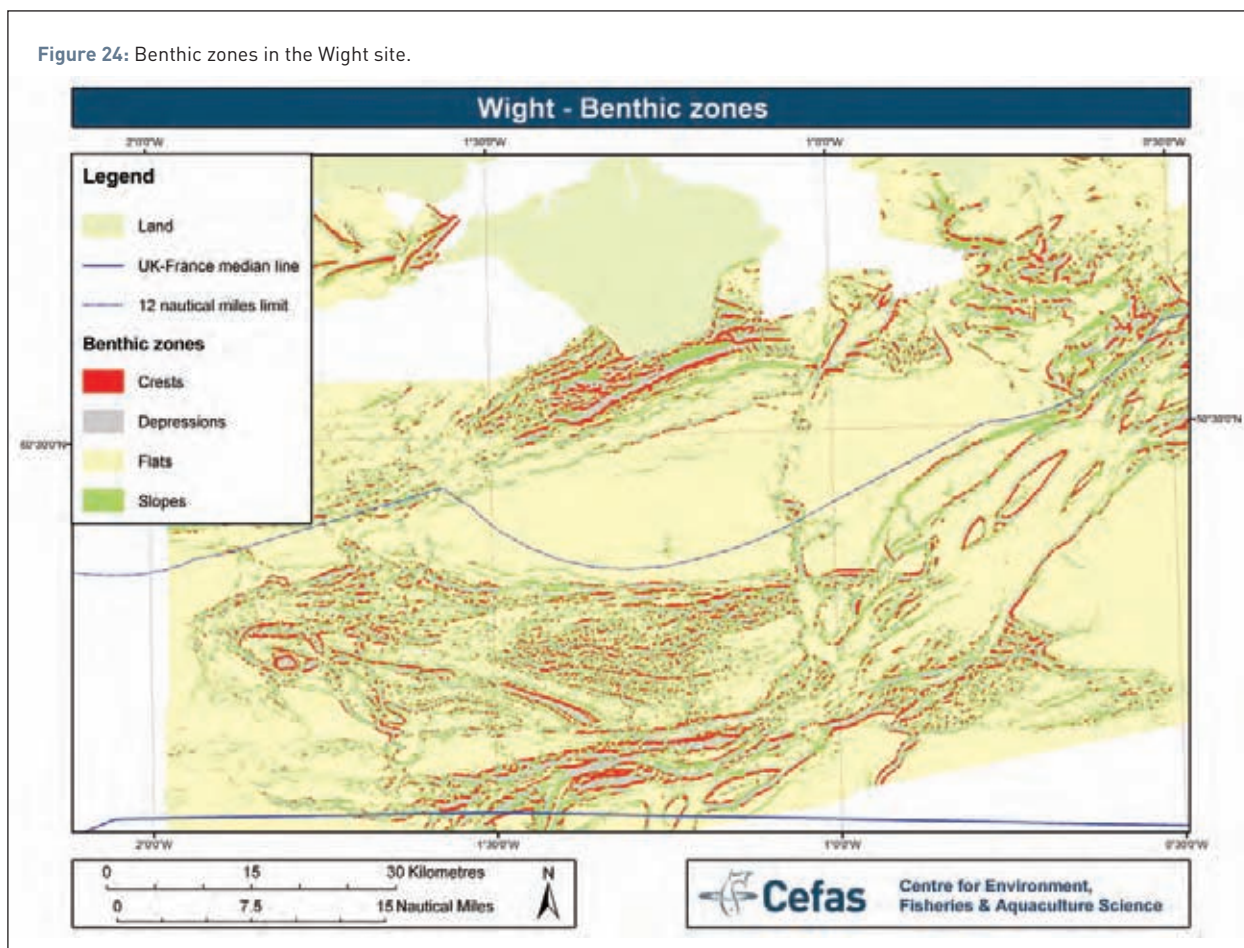 Figure 24: Benthic zones in the Wight site.
Wight - Benthic zones
2°0'0"W 1°30'0"W 1°0'0"W 0°30'0"W
Legend
Land
UK-France median line
12 nautical miles limit
Benthic zones
Crests
Depressions
Flats
Slopes
50°30'0"N 50°30'0"N
2°0'0"W 1°30'0"W 1°0'0"W 0°30'0"W
0 15 30 Kilometres
0 7.5 15 Nautical Miles
N
Cefas
Centre for Environment,
Fisheries & Aquaculture Science